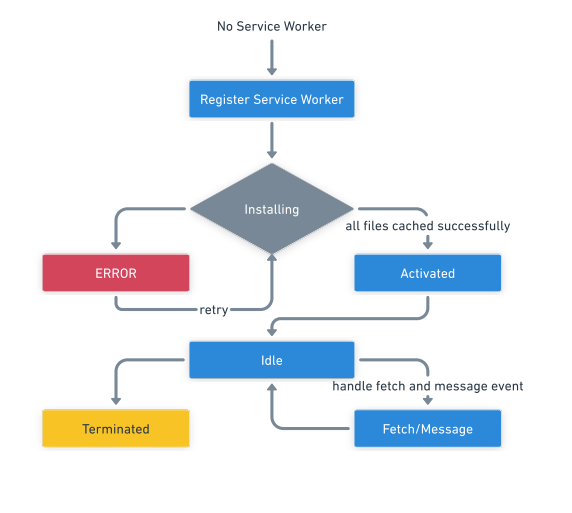 No Service Worker
Register Service Worker
Installing
all files cached successfully
ERROR
Activated
retry
Idle
handle fetch and message event
Terminated
Fetch/Message